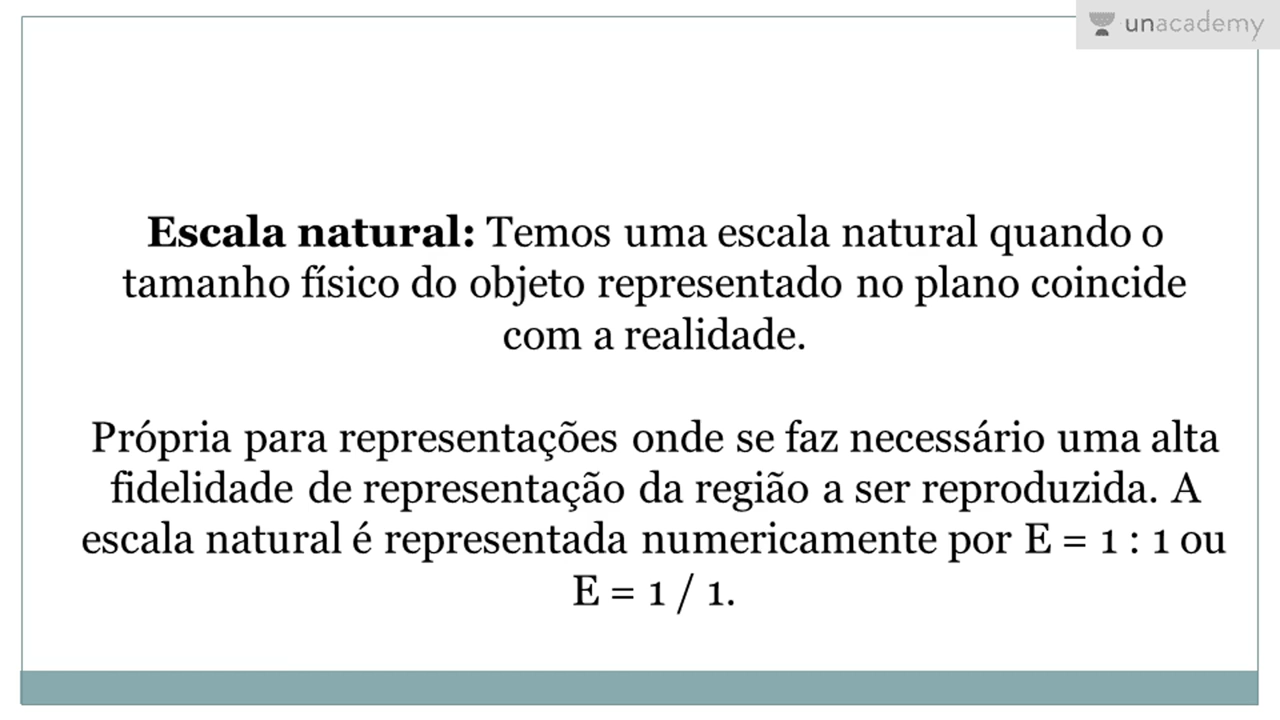 unacademy
Escala natural: Temos uma escala natural quando o
tamanho físico do objeto representado no plano coincide
com a realidade.
Própria para representações onde se faz necessário uma alta
fidelidade de representação da região a ser reproduzida. A
escala natural é representada numericamente por E = 1 : 1 ou
E = 1 / 1.